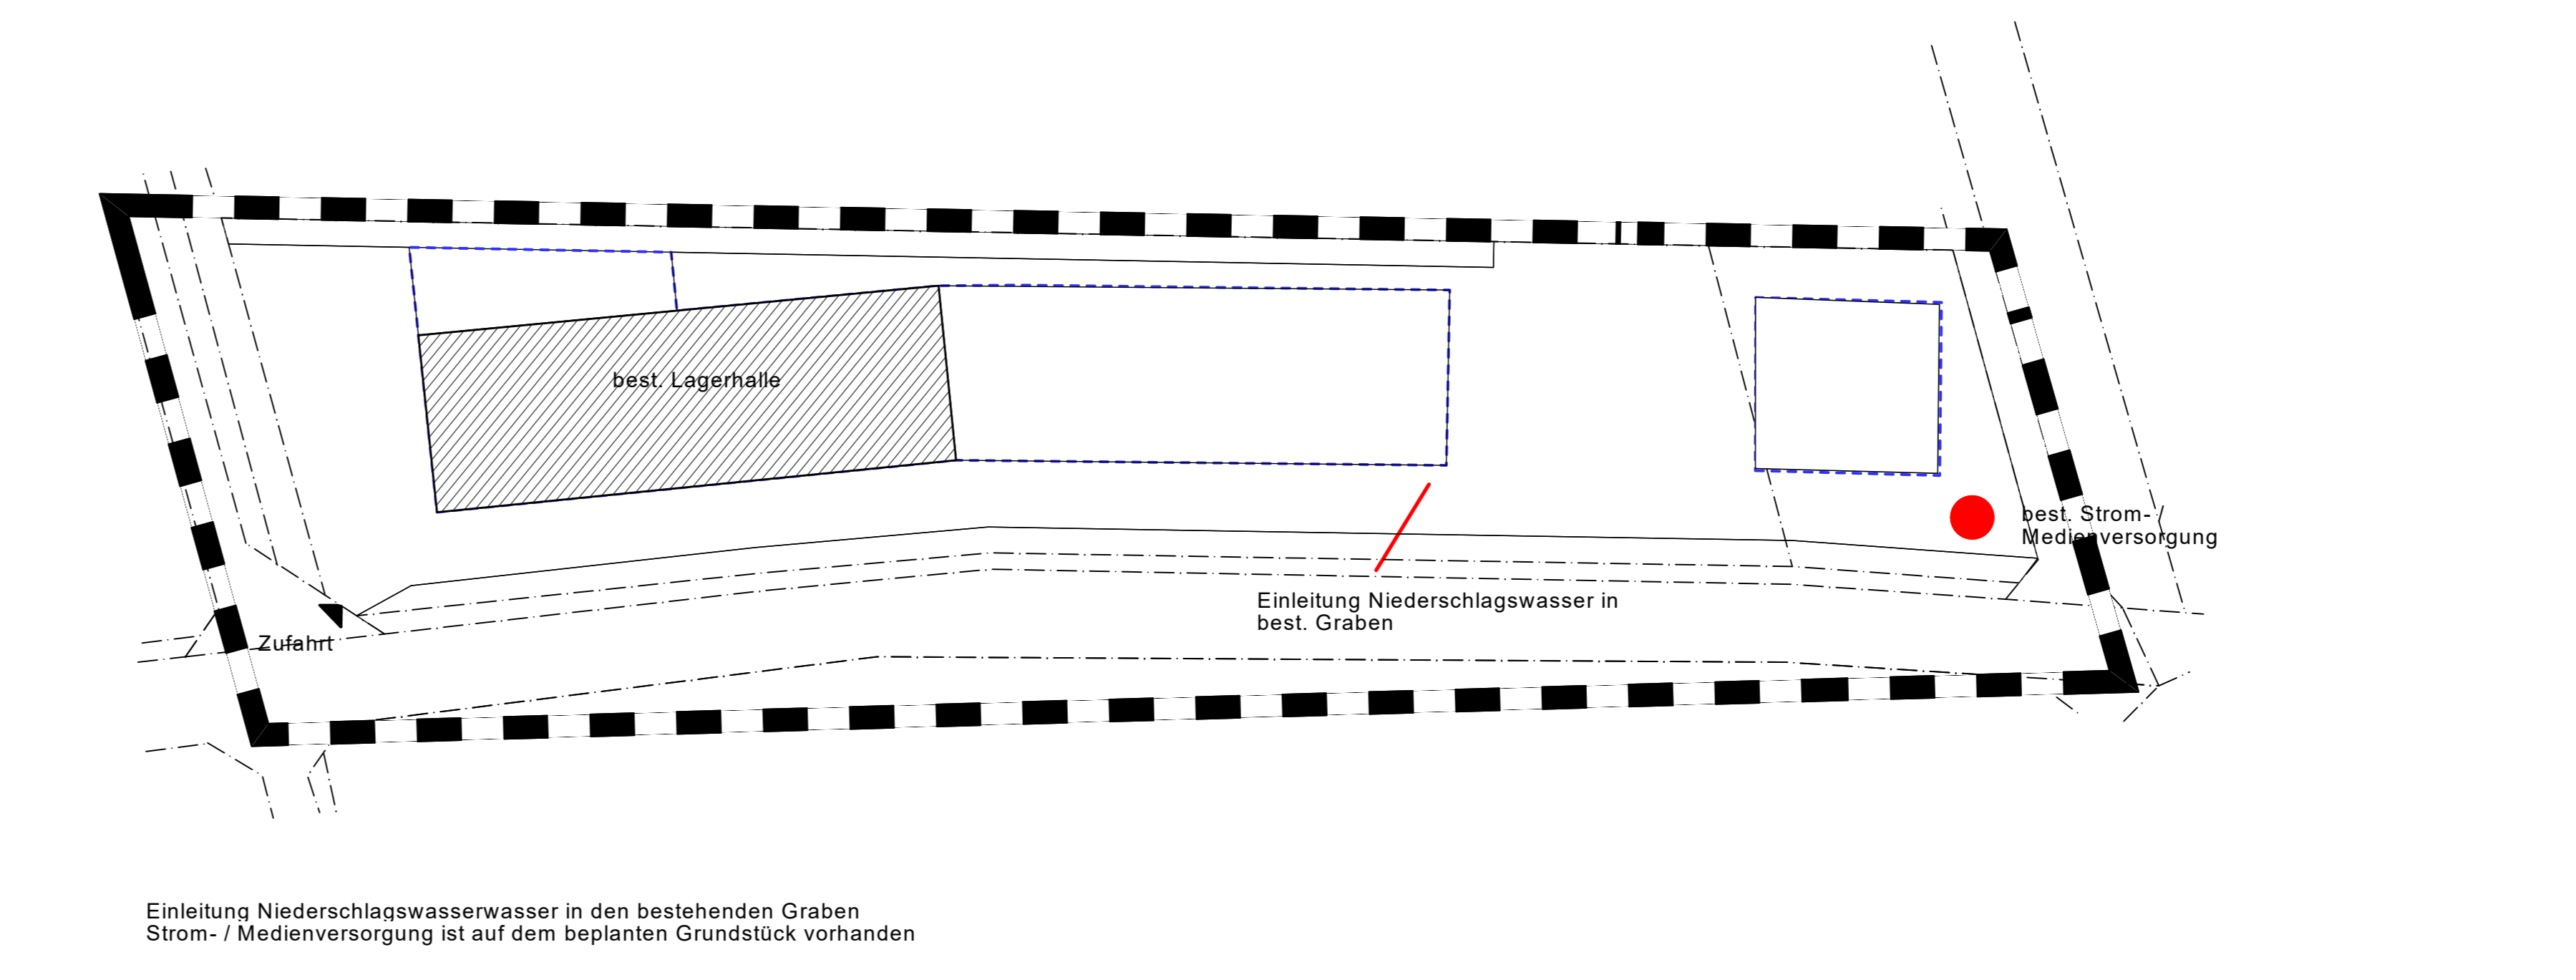 best. Lagerhalle
best. Strom-
Medienversorgung
Einleitung Niederschlagswasser in
best. Graben
Zufahrt
Einleitung Niederschlagswasserwasser in den bestehenden Graben
Strom- / Medienversorgung ist auf dem beplanten Grundstück vorhanden